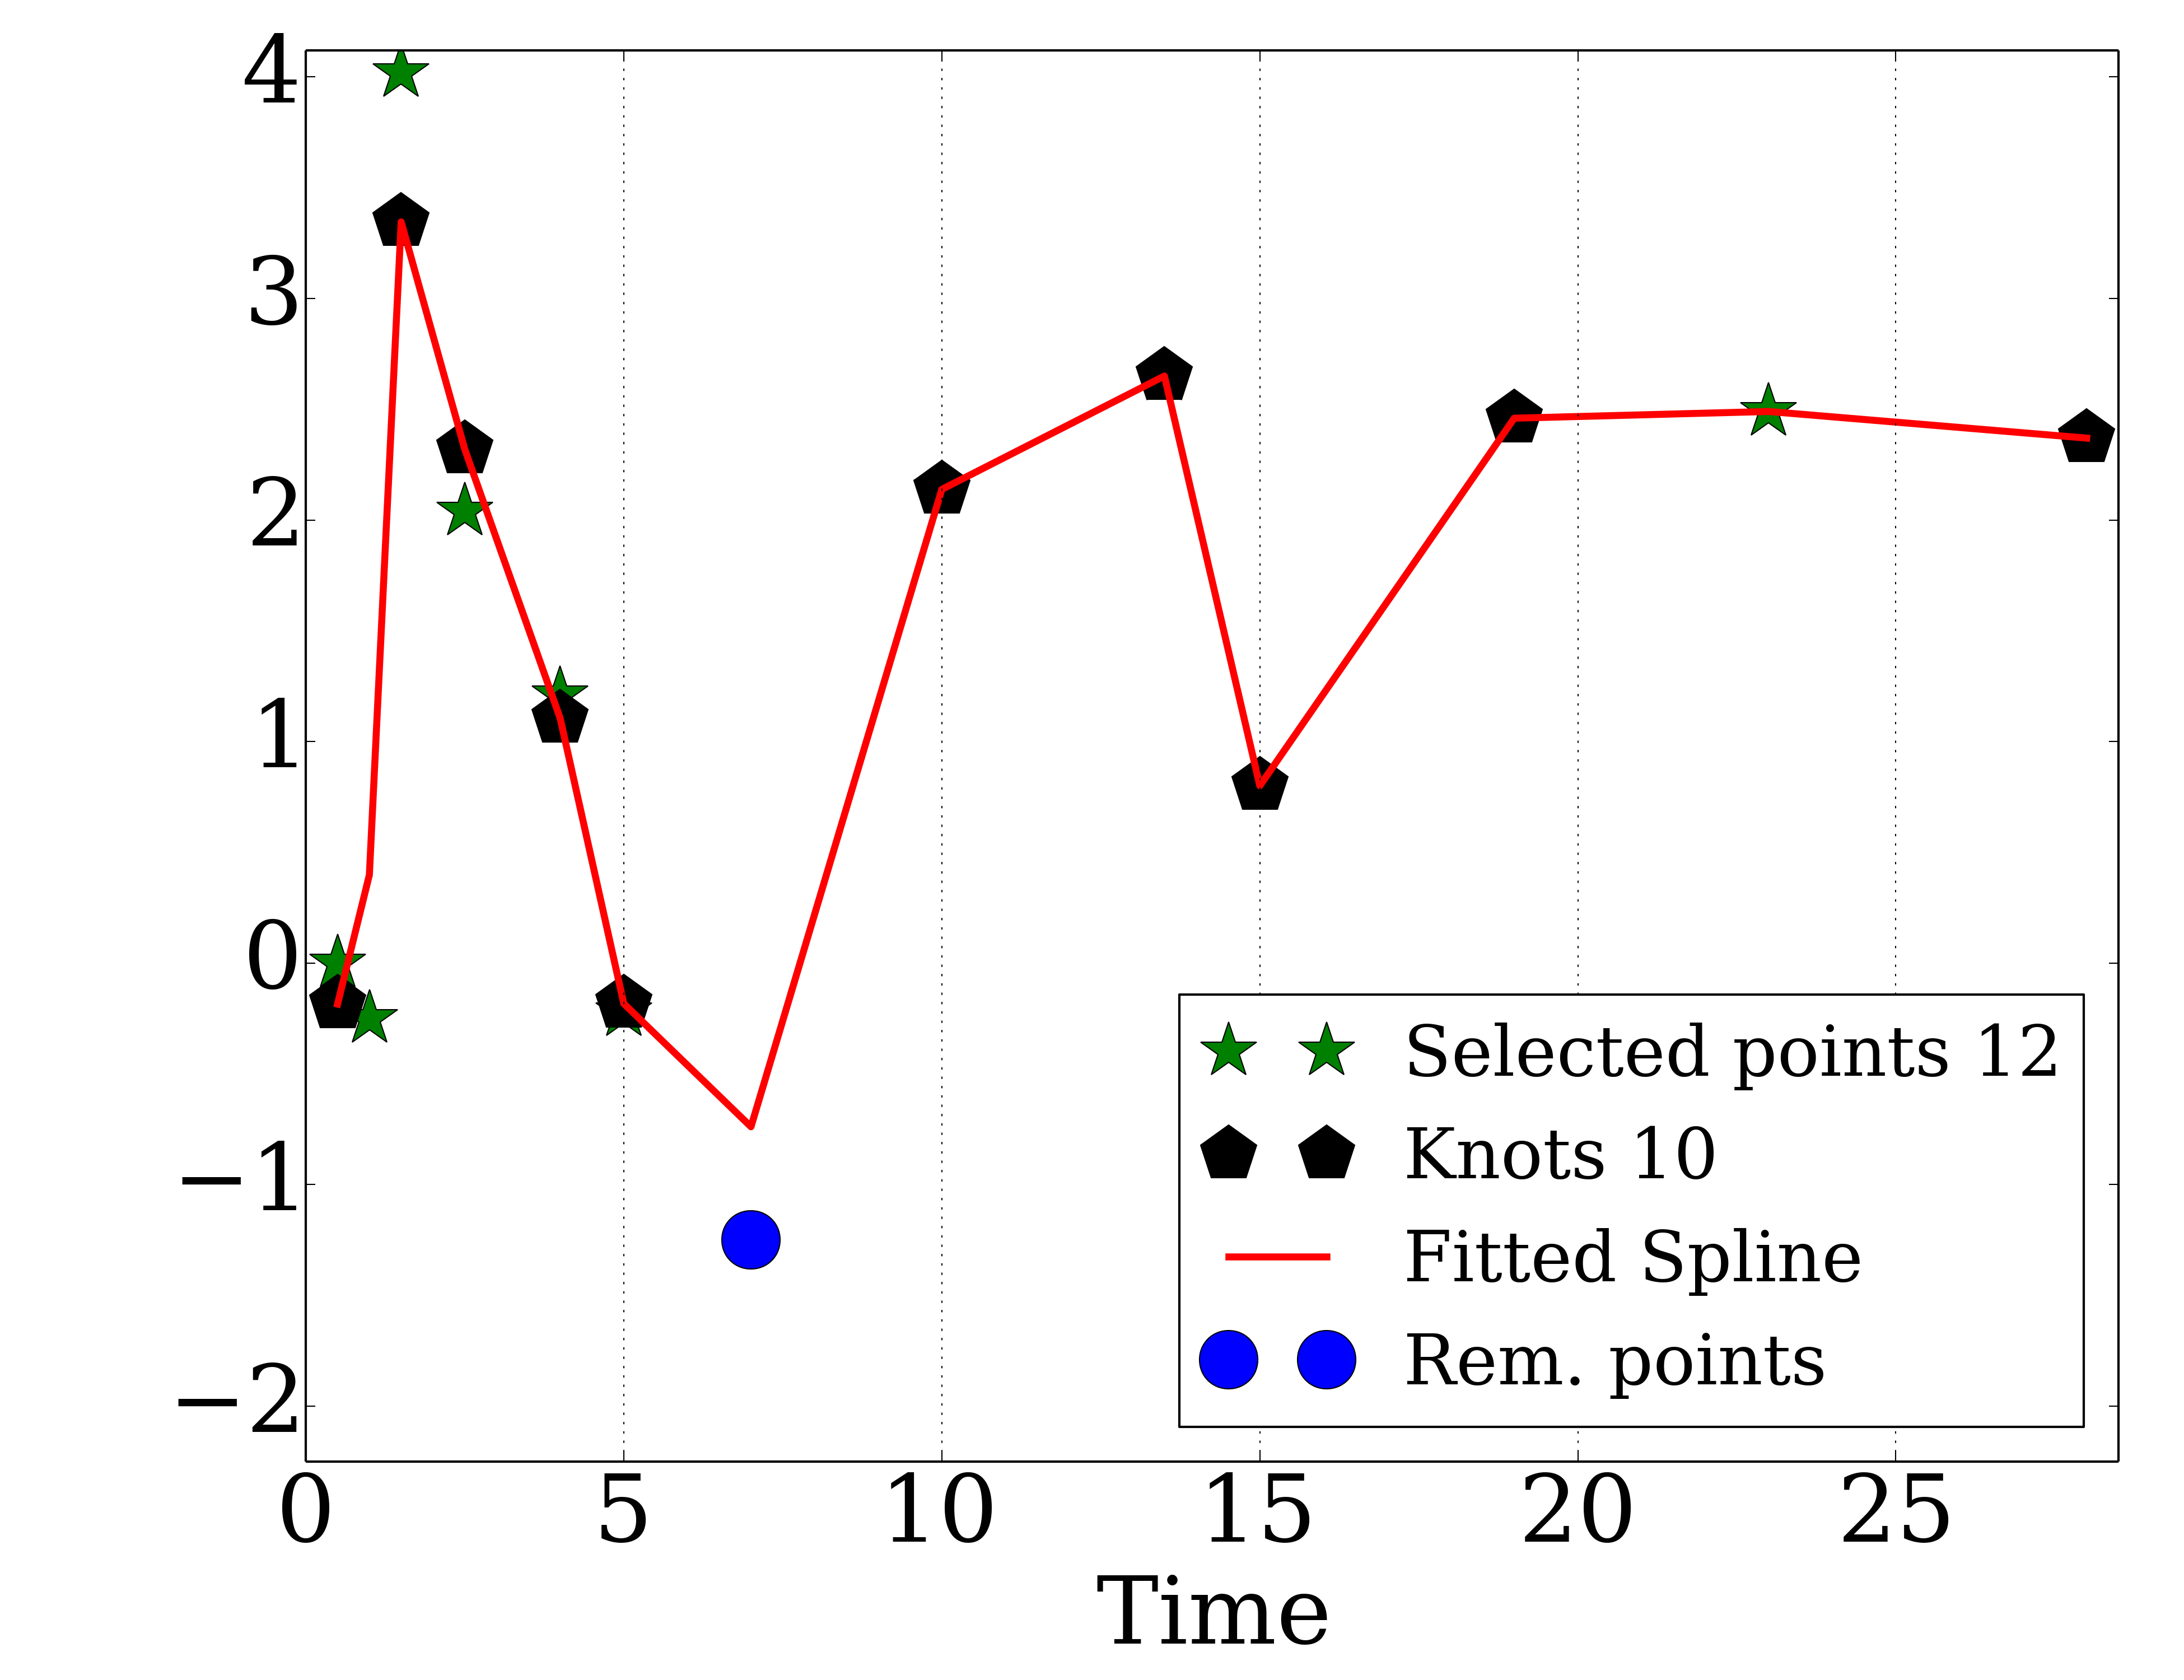 4
3
2
1
0
−1
−2
0 5 10 15 20 25
Time
Selected points 12
Knots 10
Fitted Spline
Rem. points